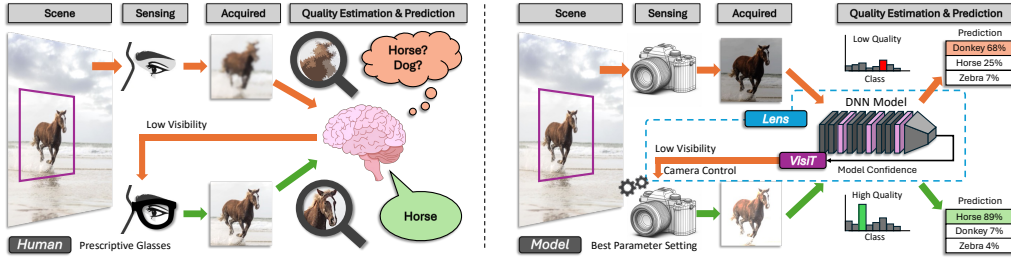 Scene
Sensing
Acquired
Quality Estimation & Prediction
Horse?
Dog?
Low Visibility
Horse
Human
Prescriptive Glasses
Scene
Sensing
Acquired
Quality Estimation & Prediction
Low Quality
Class
Prediction
Donkey 68%
Horse 25%
Zebra 7%
DNN Model
Lens
Low Visibility
VisiT
Camera Control
Model Confidence
High Quality
Class
Prediction
Horse 89%
Donkey 7%
Zebra 4%
Model
Best Parameter Setting